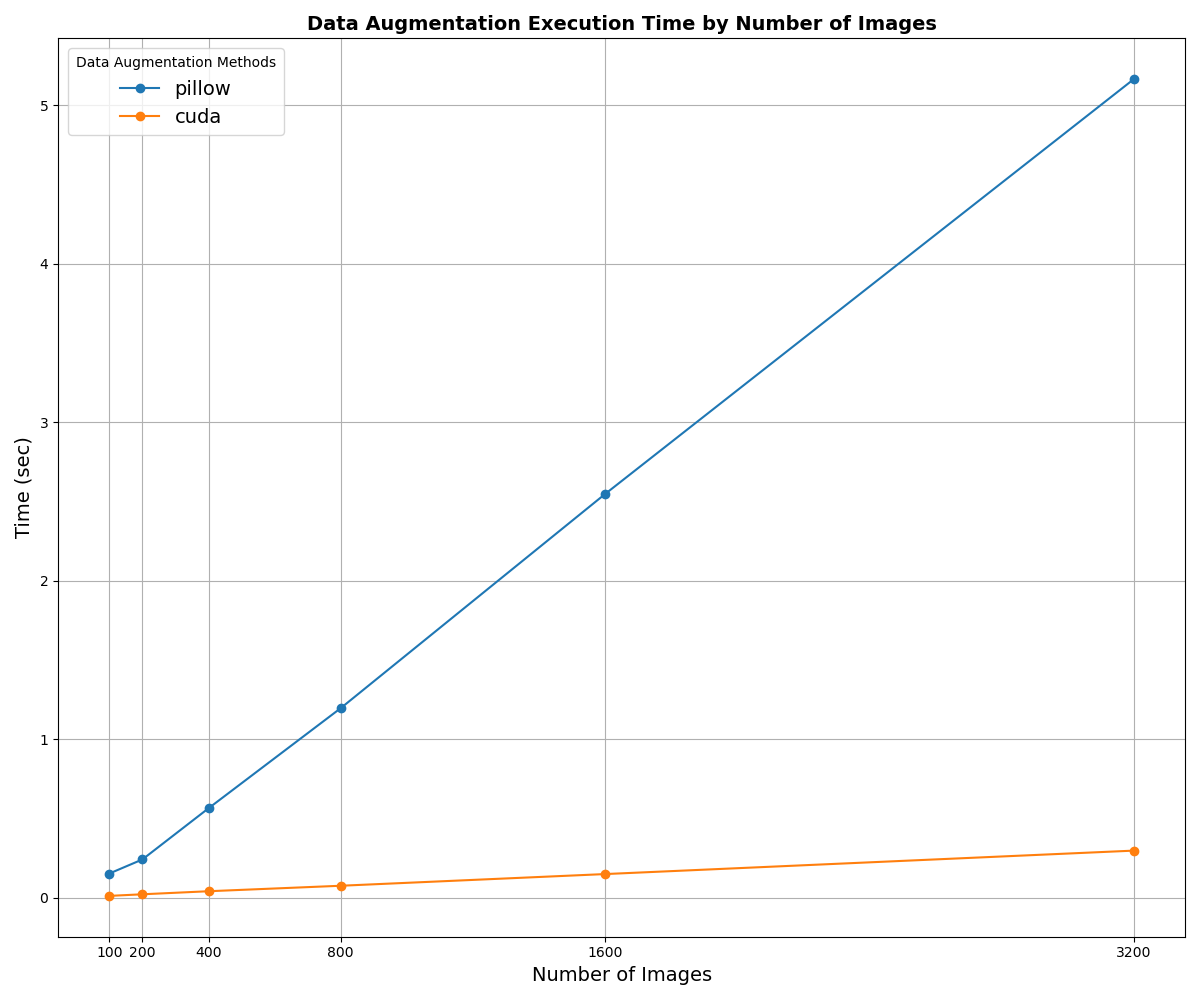 Data Augmentation Execution Time by Number of Images
Data Augmentation Methods
pillow
cuda
Time (sec)
5
4
3
2
1
0
100 200 400 800 1600 3200
Number of Images